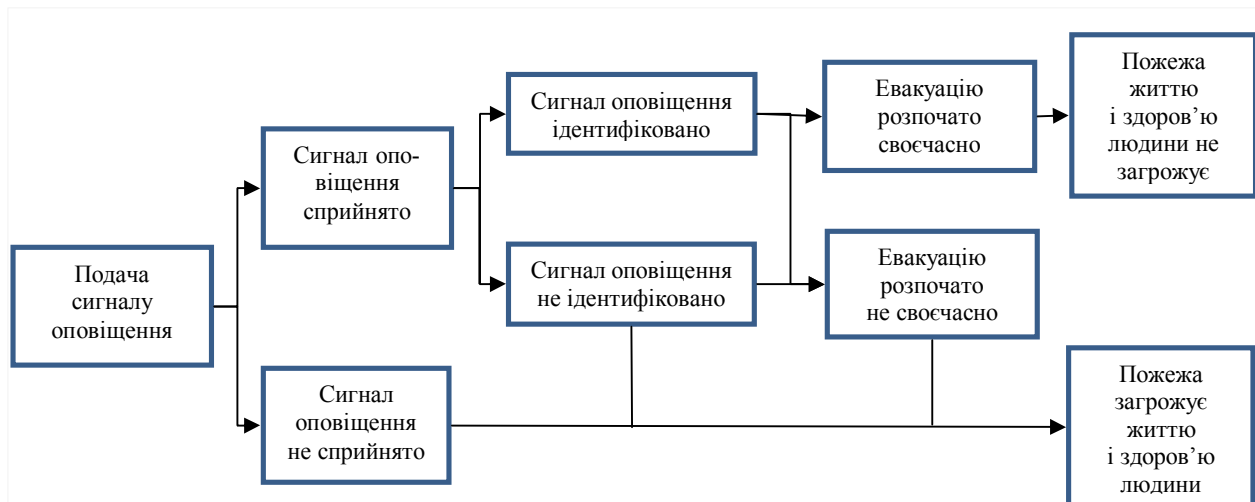 Подача
сигналу
оповіщення
Сигнал опо-
віщення
сприйнято
Сигнал
оповіщення
не сприйнято
Сигнал оповіщення
ідентифіковано
Сигнал оповіщення
не ідентифіковано
Евакуацію
розпочато
своєчасно
Евакуацію
розпочато
не своєчасно
Пожежа
життю
і здоров’ю
людини не
загрожує
Пожежа
загрожує
життю
і здоров’ю
людини